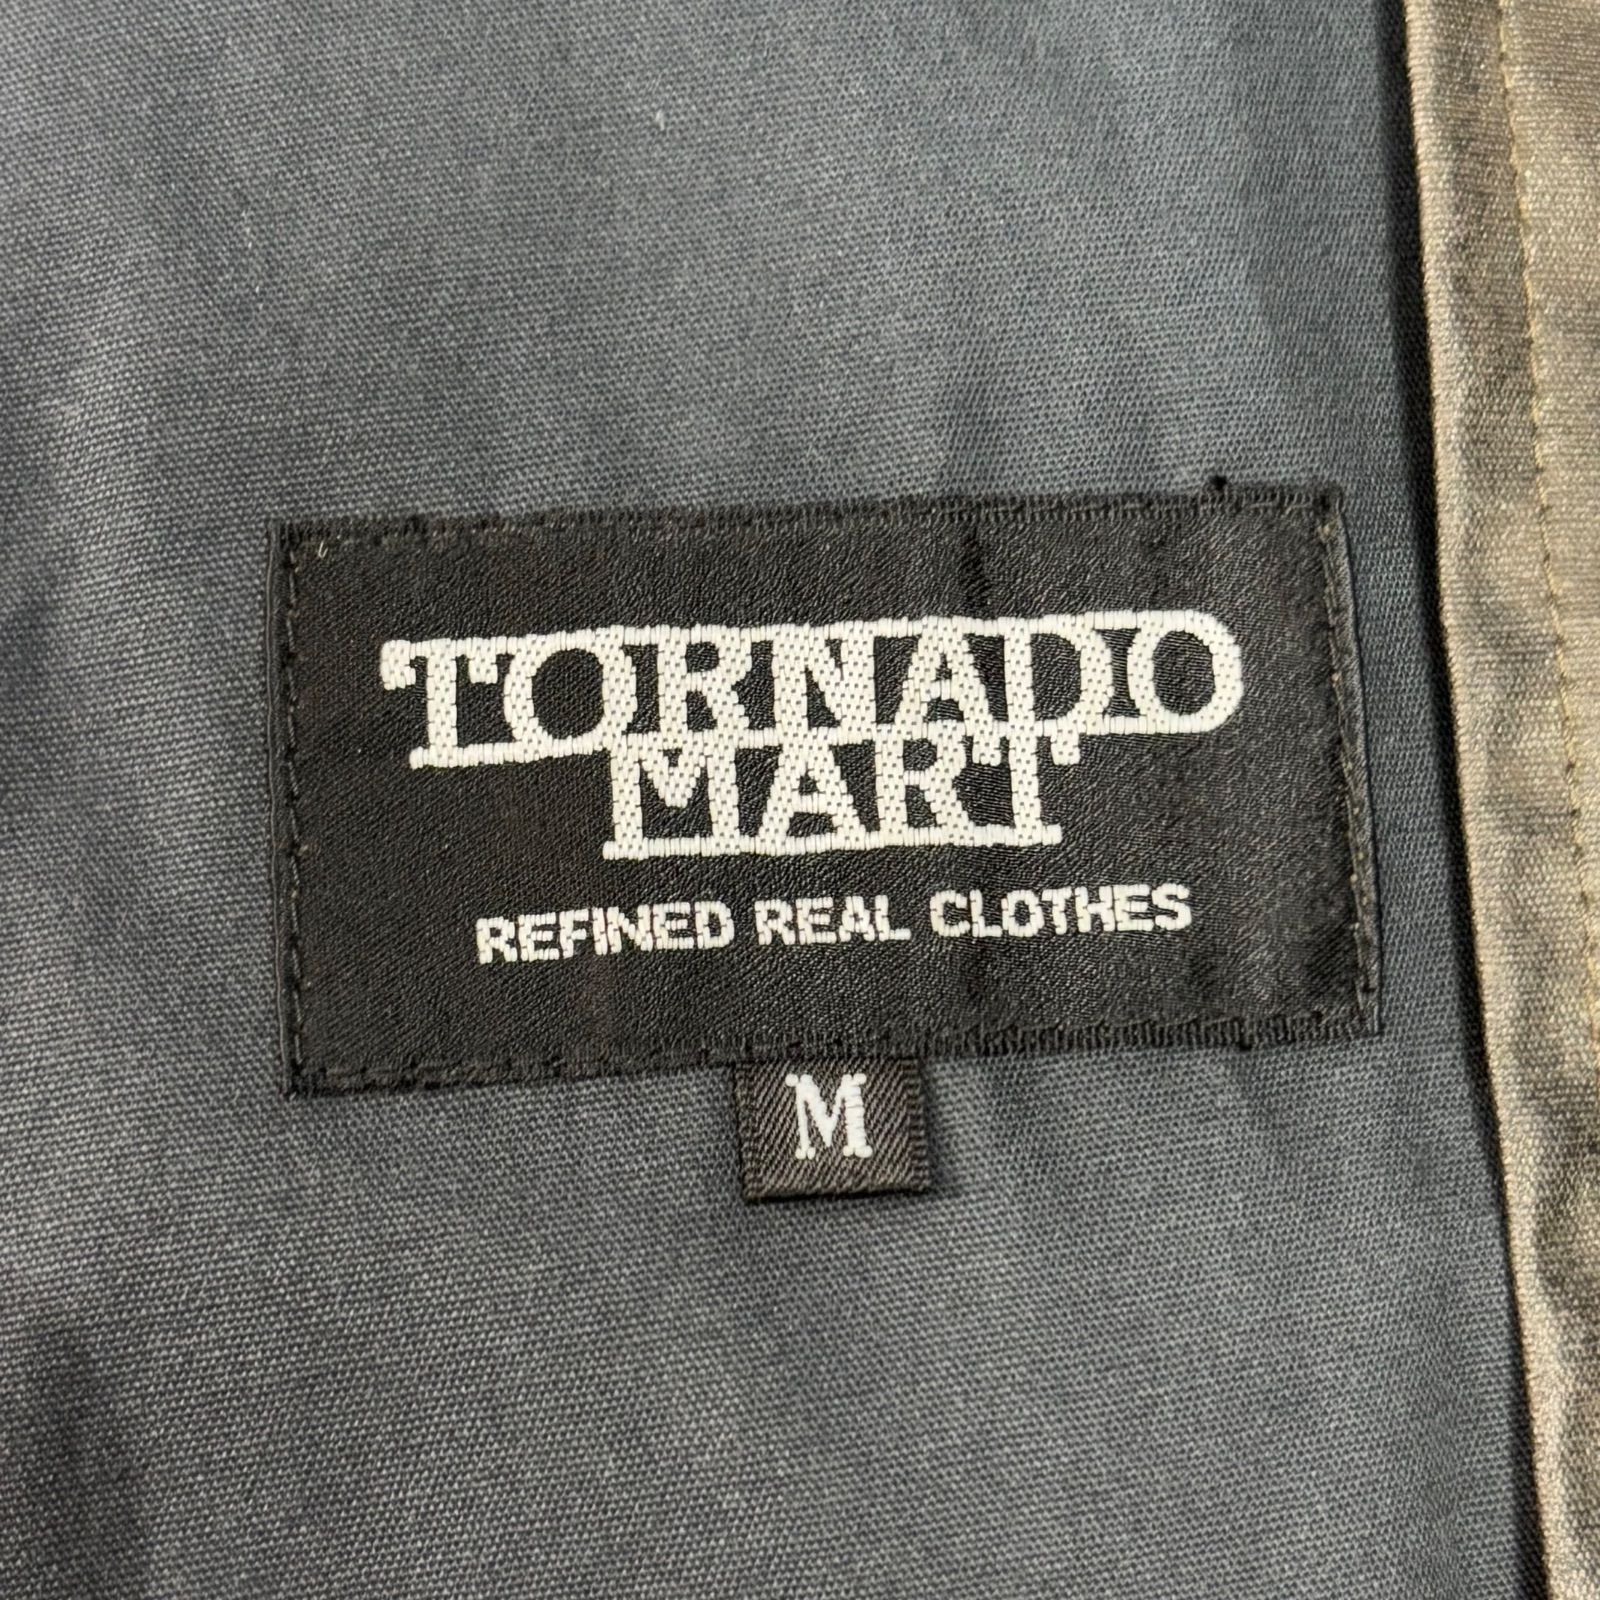 TORNADO
MART
REFINED REAL CLOTHES
M